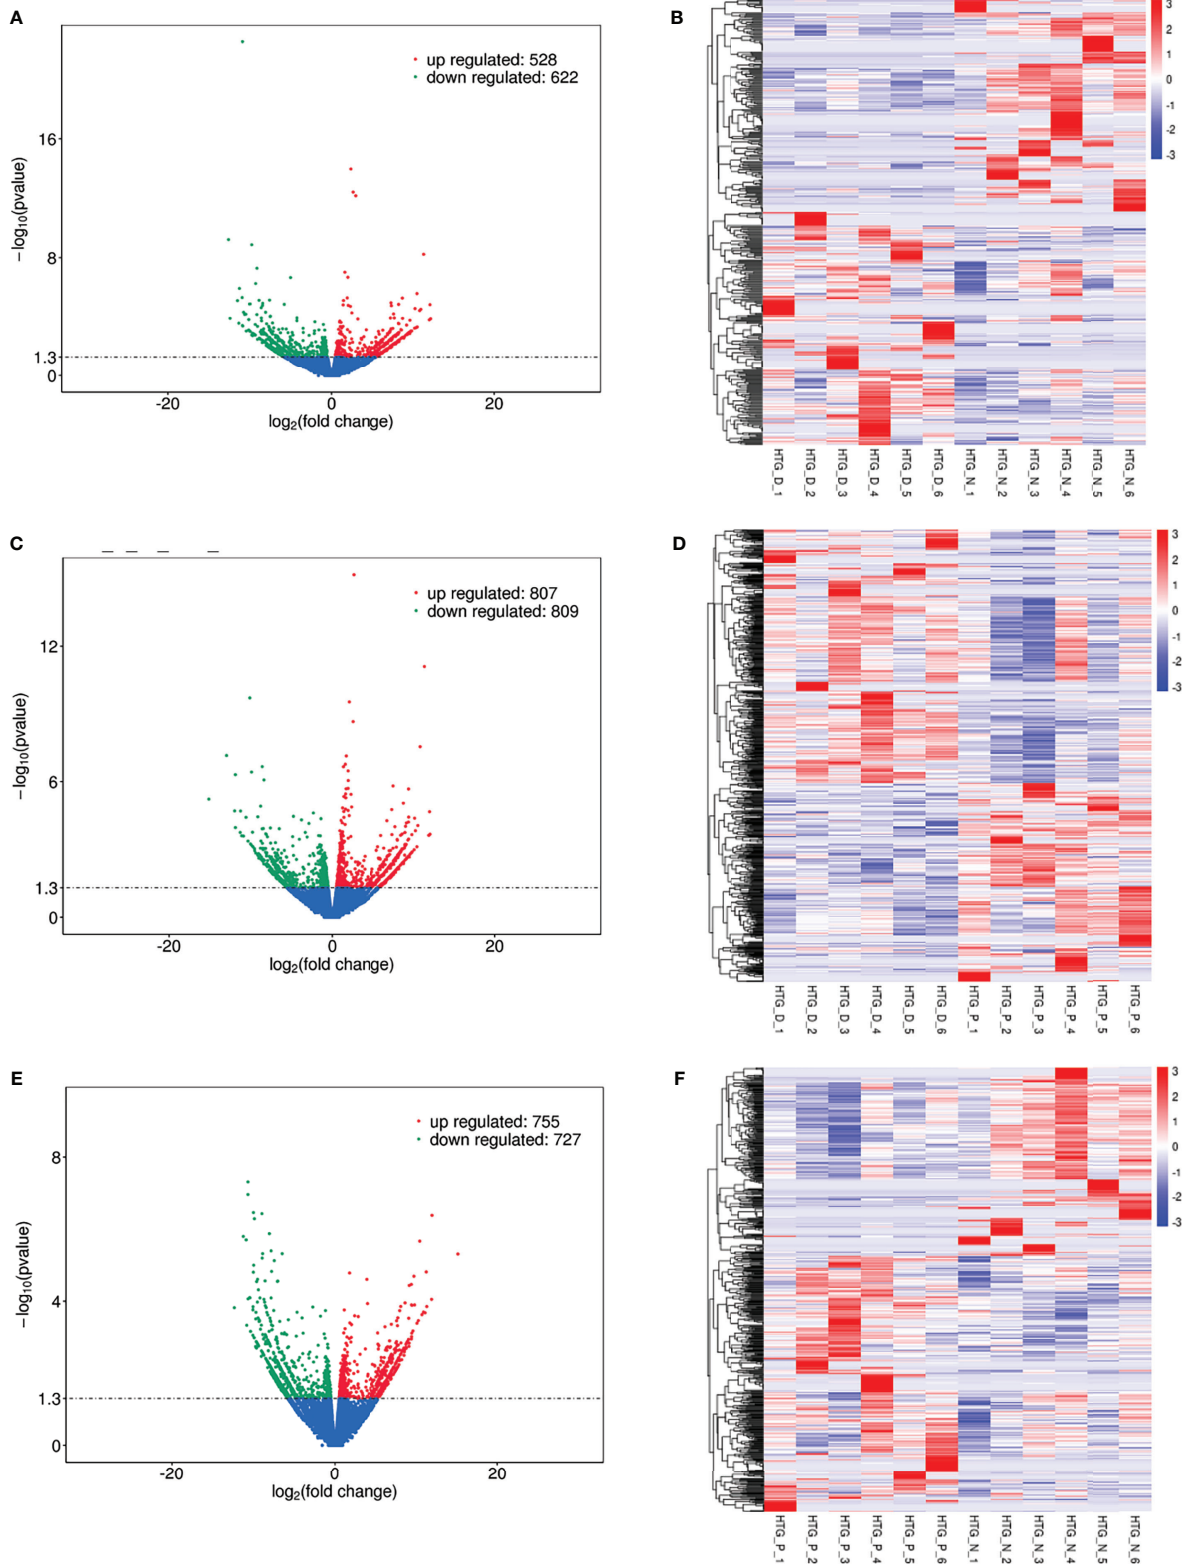 A
up regulated: 528
down regulated: 622
16
8
1.3
0
-20
0
20
−log10(pvalue)
log2(fold change)
B
3
2
1
0
-1
-2
-3
HTG_D_1
HTG_D_2
HTG_D_3
HTG_D_4
HTG_D_5
HTG_D_6
HTG_N_1
HTG_N_2
HTG_N_3
HTG_N_4
HTG_N_5
HTG_N_6
C
up regulated: 807
down regulated: 809
12
6
1.3
0
-20
0
20
−log10(pvalue)
log2(fold change)
D
3
2
1
0
-1
-2
-3
HTG_D_1
HTG_D_2
HTG_D_3
HTG_D_4
HTG_D_5
HTG_D_6
HTG_P_1
HTG_P_2
HTG_P_3
HTG_P_4
HTG_P_5
HTG_P_6
E
up regulated: 755
down regulated: 727
8
4
1.3
0
-20
0
20
−log10(pvalue)
log2(fold change)
F
3
2
1
0
-1
-2
-3
HTG_P_1
HTG_P_2
HTG_P_3
HTG_P_4
HTG_P_5
HTG_P_6
HTG_N_1
HTG_N_2
HTG_N_3
HTG_N_4
HTG_N_5
HTG_N_6